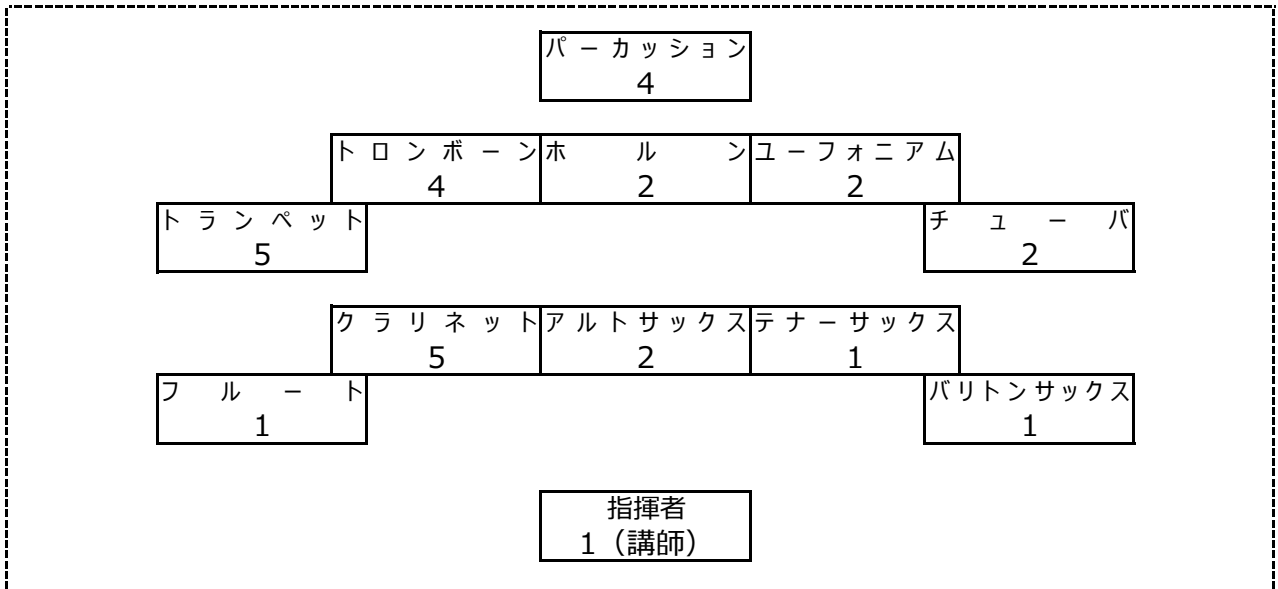 パーカッション
4
トロンボーン ホルン ユーフォニアム
4 2 2
トランペット チューバ
5 2
クラリネット アルトサックス テナーサックス
5 2 1
フルート バリトンサックス
1 1
指揮者
1（講師）